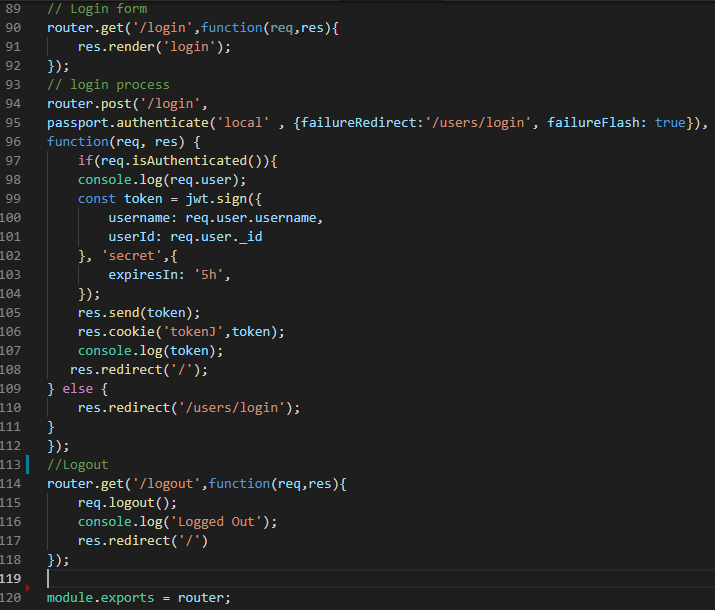 89 // Login form
90 router.get('/login',function(req,res){
91 res.render('login');
92 });
93 // login process
94 router.post('/login',
95 passport.authenticate('local' , {failureRedirect:'/users/login', failureFlash: true}),
96 function(req, res) {
97 if(req.isAuthenticated()){
98 console.log(req.user);
99 const token = jwt.sign({
100 username: req.user.username,
101 userId: req.user._id
102 }, 'secret',{
103 expiresIn: '5h',
104 });
105 res.send(token);
106 res.cookie('tokenJ',token);
107 console.log(token);
108 res.redirect('/');
109 } else {
110 res.redirect('/users/login');
111 }
112 });
113 //Logout
114 router.get('/logout',function(req,res){
115 req.logout();
116 console.log('Logged Out');
117 res.redirect('/')
118 });
119
120 module.exports = router;